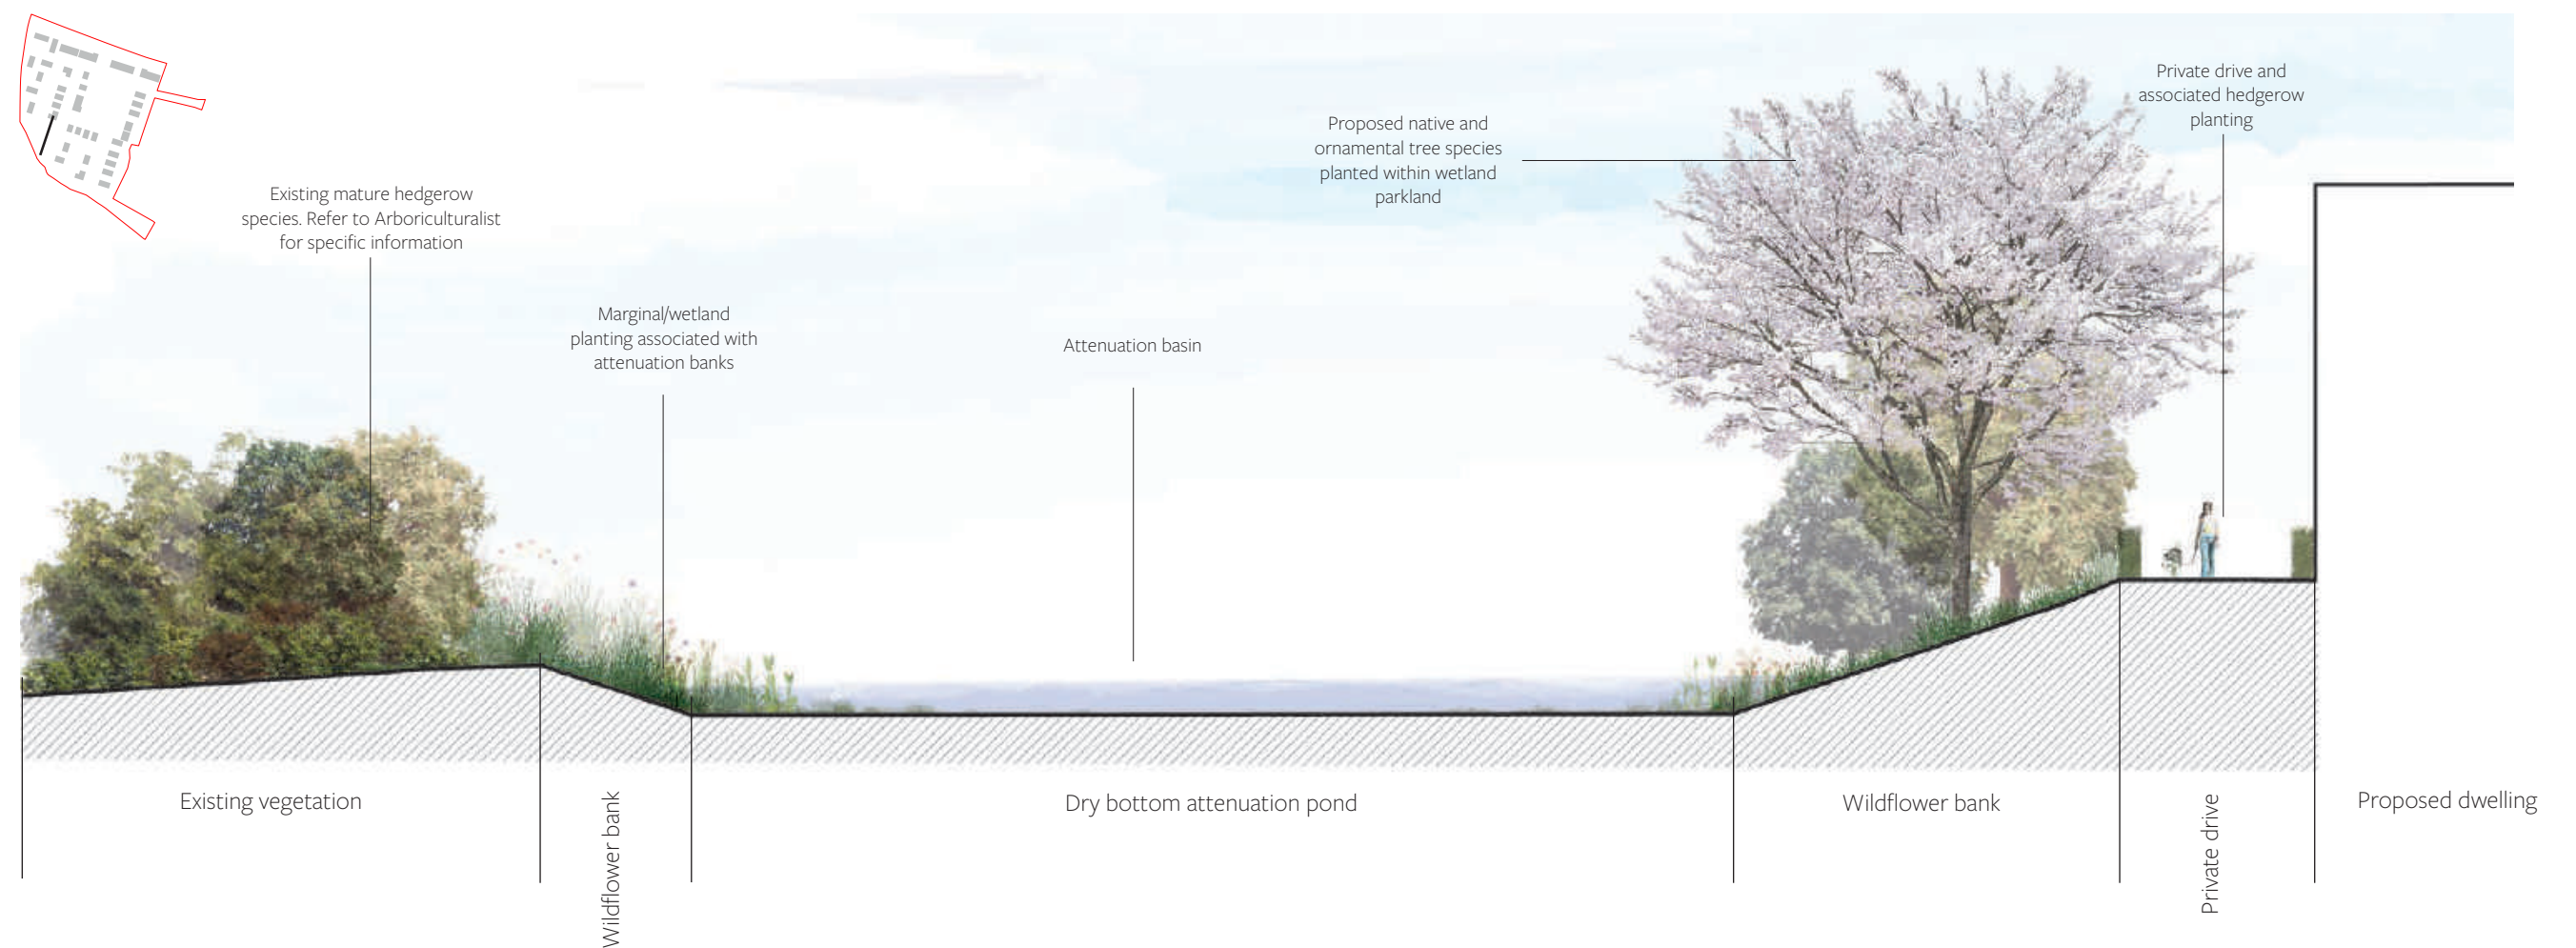 Private drive and
associated hedgerow
planting
Proposed native and
ornamental tree species
planted within wetland
parkland
Existing mature hedgerow
species. Refer to Arboriculturalist
for specific information
Marginal/wetland
planting associated with
attenuation banks
Attenuation basin
Existing vegetation
Wildflower bank
Dry bottom attenuation pond
Wildflower bank
Private drive
Proposed dwelling